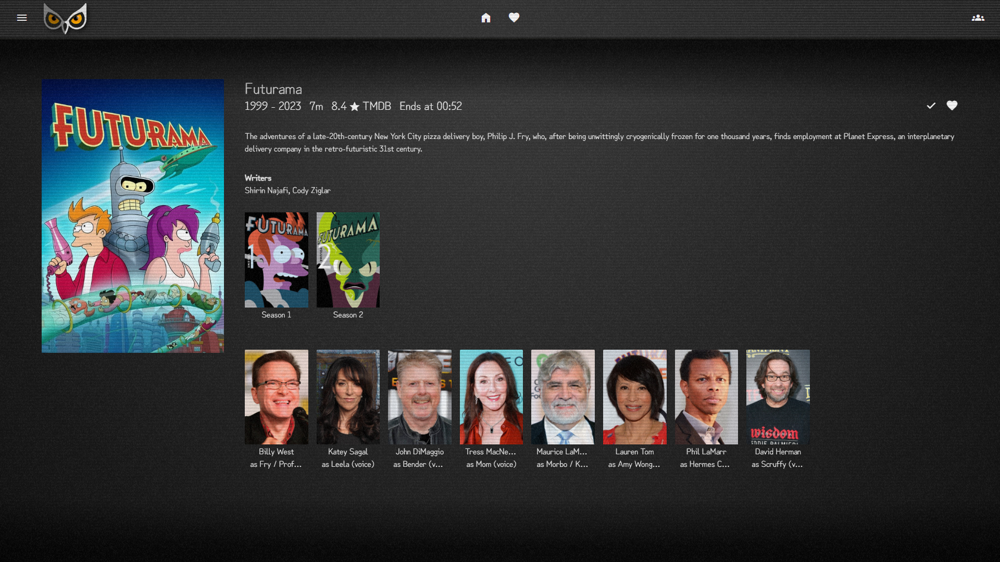 Futurama
1999 - 2023 7m 8.4 ★ TMDB Ends at 00:52
FUTURAMA
The adventures of a late-20th-century New York City pizza delivery boy, Philip J. Fry, who, after being unwittingly cryogenically frozen for one thousand years, finds employment at Planet Express, an interplanetary
delivery company in the retro-futuristic 31st century.
Writers
Shirin Najafi, Cody Ziglar
FUTURAMA
1
VOLUME
FUTURAMA
2
VOLUME
Season 1
Season 2
wisdom
EDDIE PALMIERI
Billy West
Katey Sagal
John DiMaggio
Tress MacNe...
Maurice LaM...
Lauren Tom
Phil LaMarr
David Herman
as Fry / Prof...
as Leela (voice)
as Bender (v...
as Mom (voice)
as Morbo / K...
as Amy Wong...
as Hermes C...
as Scruffy (v...